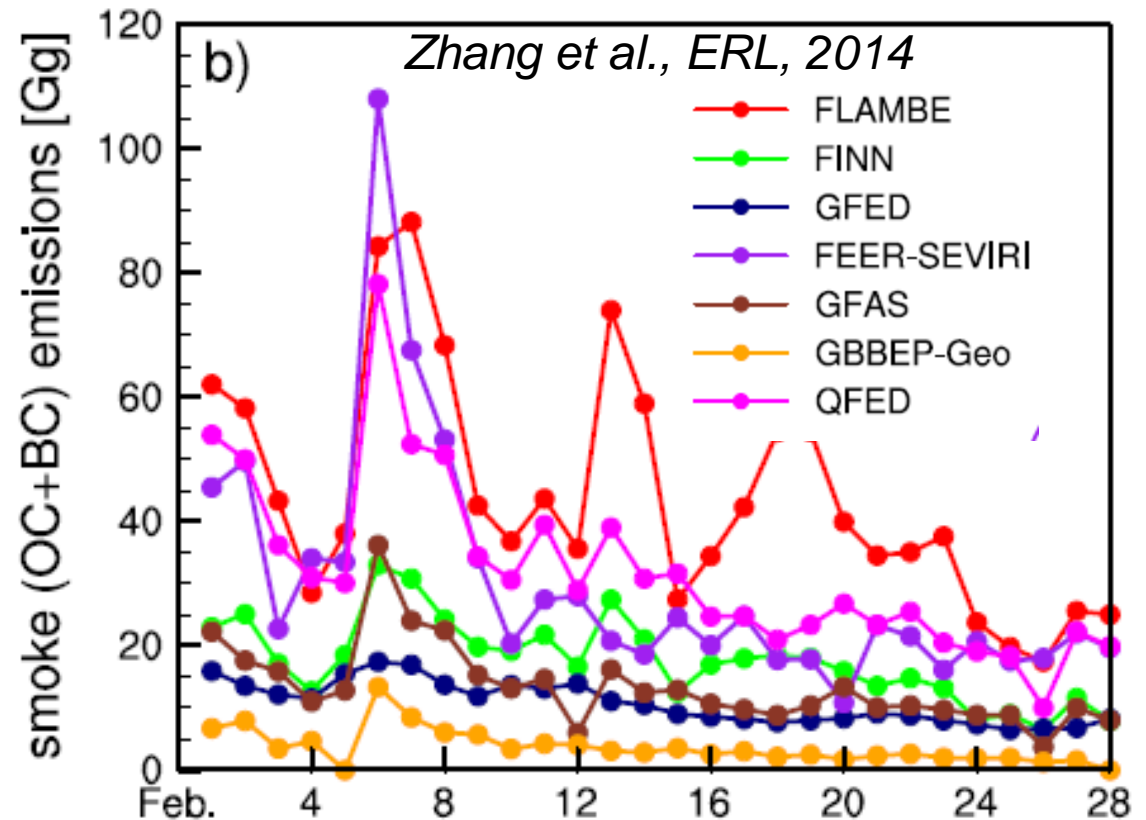 smoke (OC+BC) emissions [Gg]
120
100
80
60
40
20
0
b)
Zhang et al., ERL, 2014
FLAMBE
FINN
GFED
FEER-SEVIRI
GFAS
GBBEP-Geo
QFED
Feb. 4 8 12 16 20 24 28